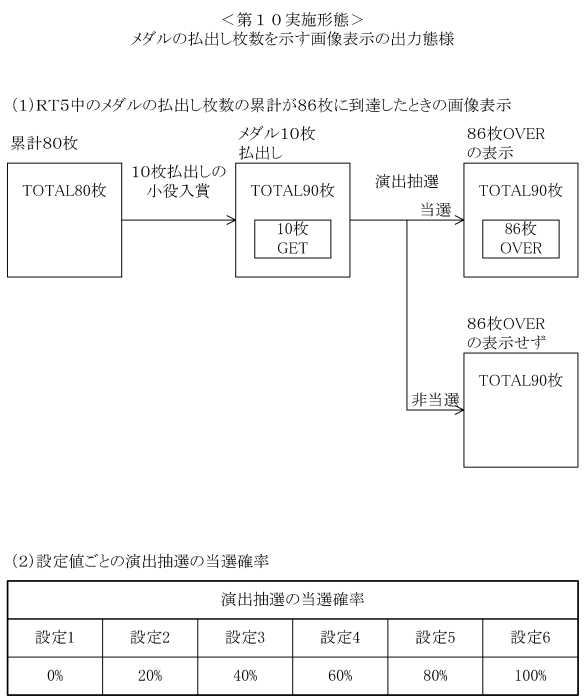 ＜第１０実施形態＞
メダルの払出し枚数を示す画像表示の出力態様
（１）ＲＴ５中のメダルの払出し枚数の累計が８６枚に到達したときの画像表示
累計８０枚
TOTAL80枚
１０枚払出しの
小役入賞
メダル１０枚
払出し
TOTAL90枚
10枚
GET
演出抽選
当選
８６枚OVER
の表示
TOTAL90枚
86枚
OVER
非当選
８６枚OVER
の表示せず
TOTAL90枚
（２）設定値ごとの演出抽選の当選確率
演出抽選の当選確率
設定1 設定2 設定3 設定4 設定5 設定6
0% 20% 40% 60% 80% 100%